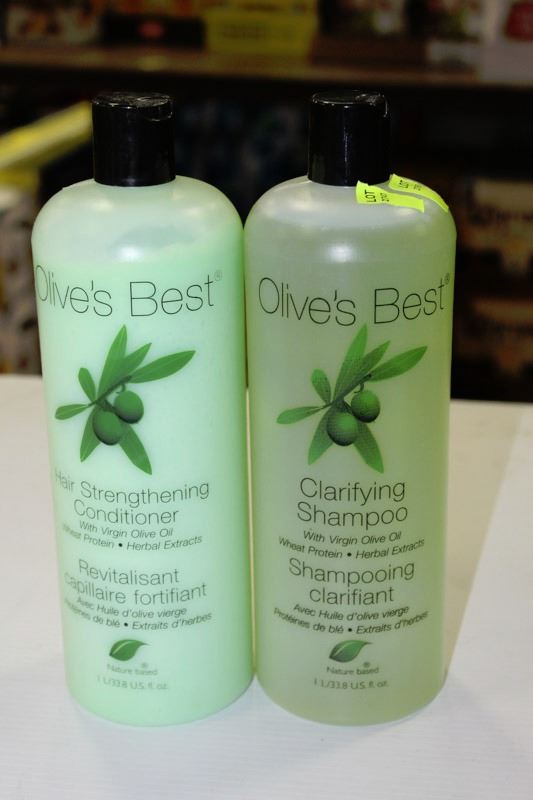 Olive's Best®
Hair Strengthening
Conditioner
With Virgin Olive Oil
Wheat Protein • Herbal Extracts
Revitalisant
capillaire fortifiant
Avec Huile d'olive vierge
Protéines de blé • Extraits d'herbes
®
Nature based
1 L/33.8 U.S. fl. oz.
LOT
Olive's Best®
Clarifying
Shampoo
With Virgin Olive Oil
Wheat Protein • Herbal Extracts
Shampooing
clarifiant
Avec Huile d'olive vierge
Protéines de blé • Extraits d'herbes
®
Nature based
1 L/33.8 U.S. fl. oz.